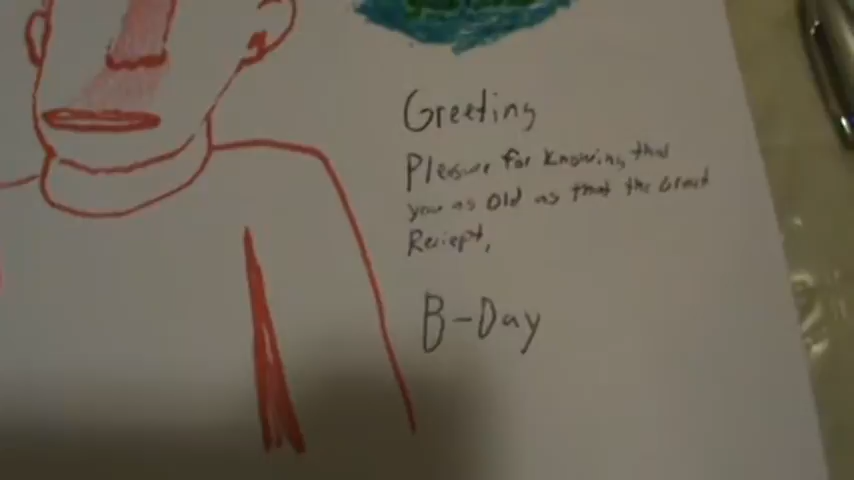 Greeting
Pleasure for knowing that
you as Old as that the Great
Reciept,
B-Day